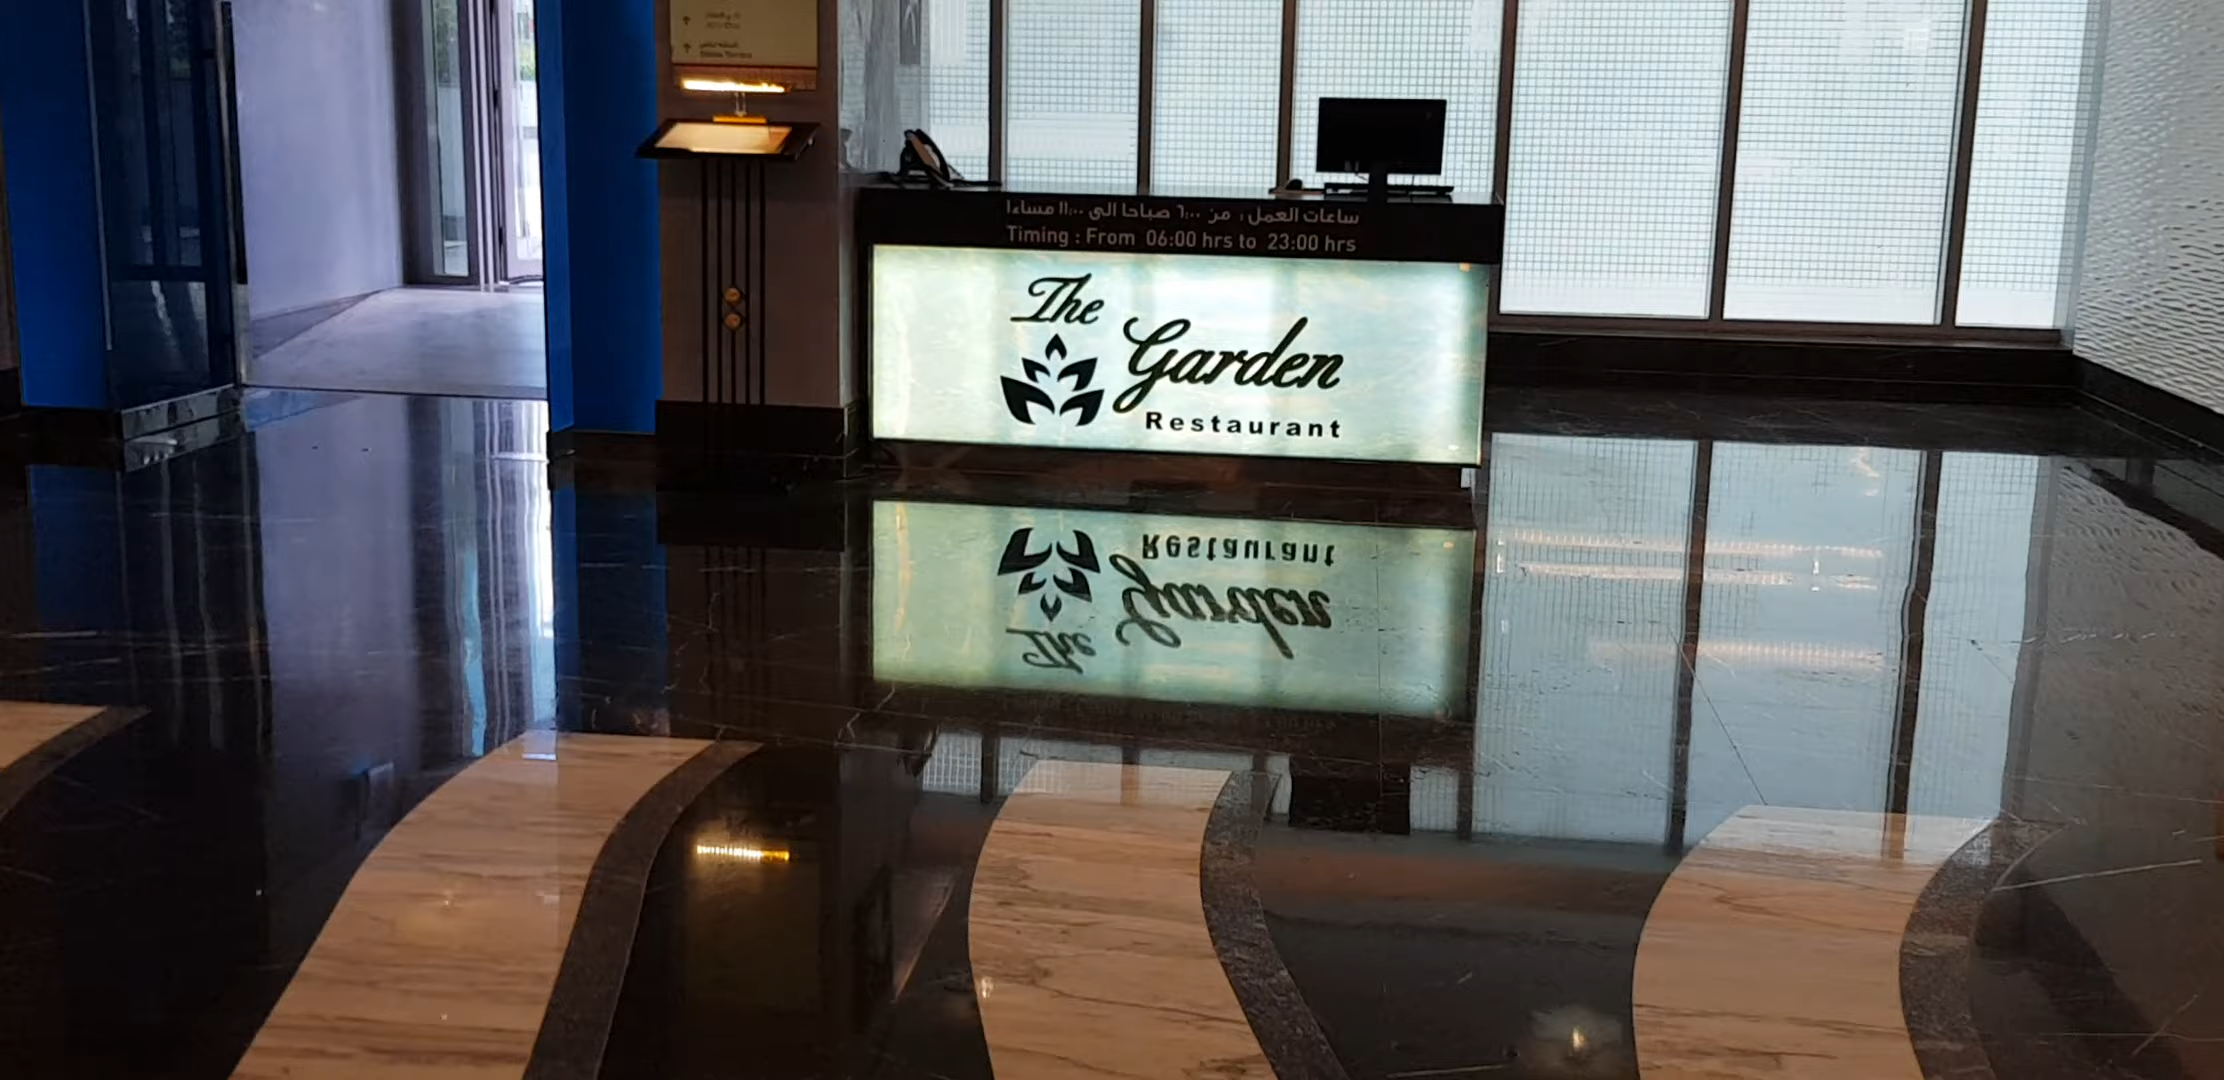 ساعات العمل : من ٦:٠٠ صباحا الى ١١:٠٠ مساءا
Timing : From 06:00 hrs to 23:00 hrs
The
Garden
Restaurant